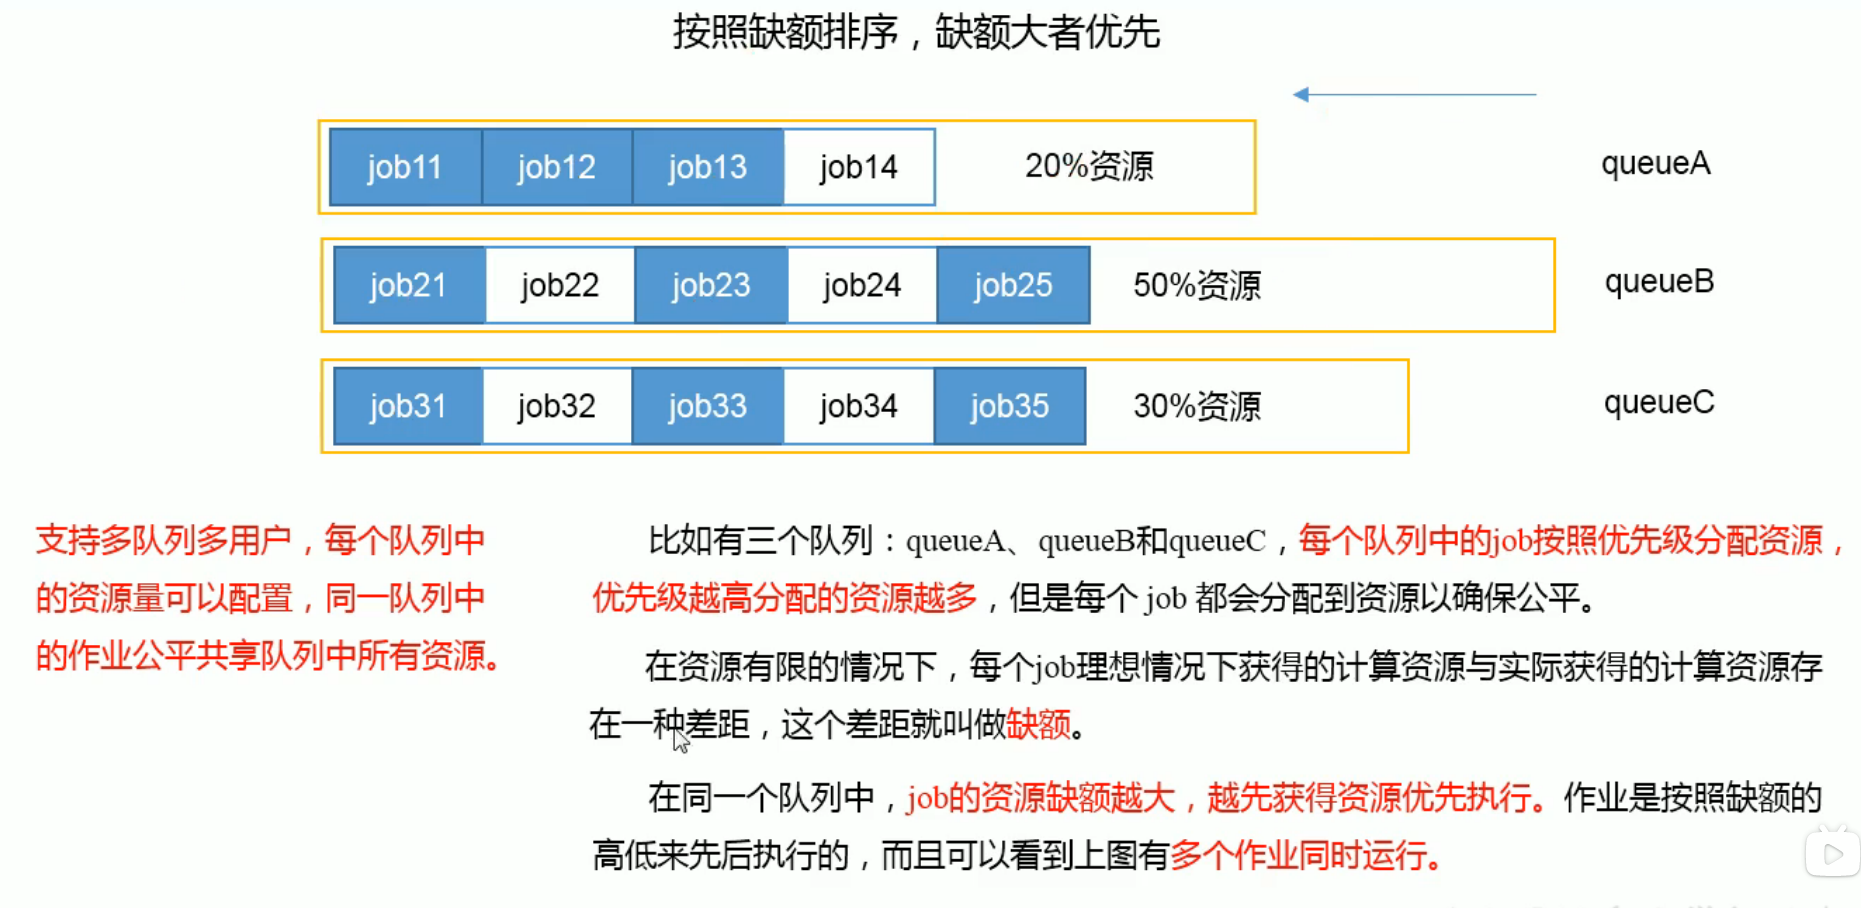 按照缺额排序，缺额大者优先
job11 job12 job13 job14 20%资源 queueA
job21 job22 job23 job24 job25 50%资源 queueB
job31 job32 job33 job34 job35 30%资源 queueC
支持多队列多用户，每个队列中
的资源量可以配置，同一队列中
的作业公平共享队列中所有资源。
比如有三个队列：queueA、queueB和queueC，每个队列中的job按照优先级分配资源，
优先级越高分配的资源越多，但是每个 job 都会分配到资源以确保公平。
在资源有限的情况下，每个job理想情况下获得的计算资源与实际获得的计算资源存
在一种差距，这个差距就叫做缺额。
在同一个队列中，job的资源缺额越大，越先获得资源优先执行。作业是按照缺额的
高低来先后执行的，而且可以看到上图有多个作业同时运行。